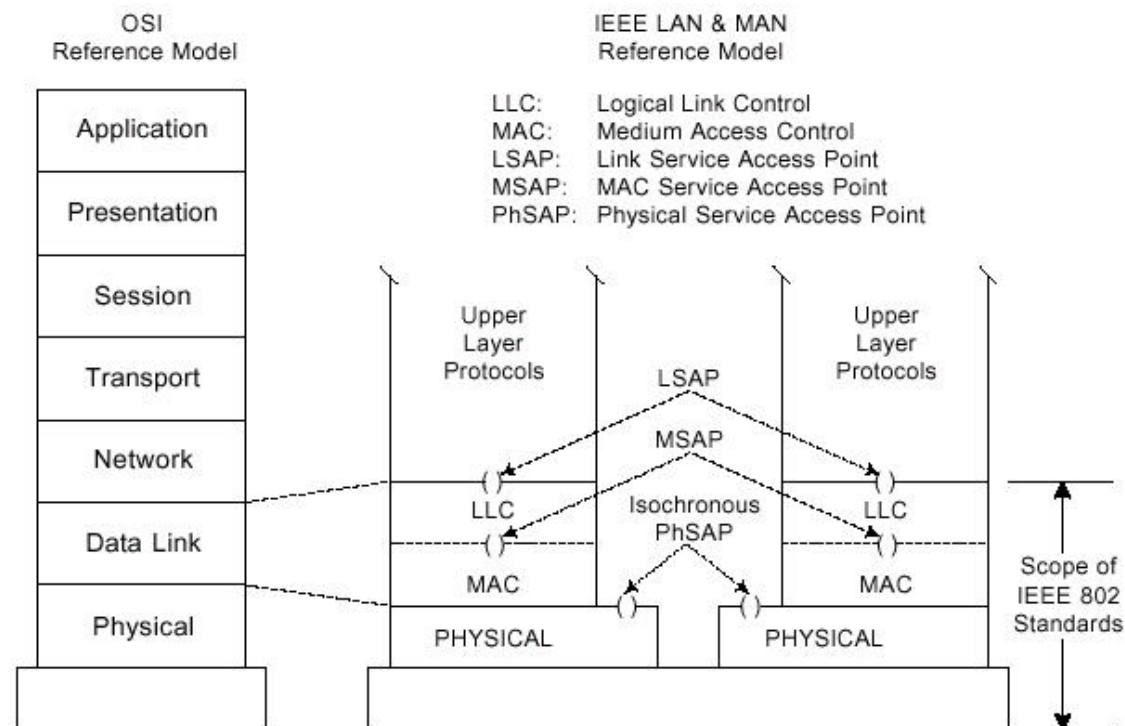 OSI
Reference Model
IEEE LAN & MAN
Reference Model
LLC: Logical Link Control
MAC: Medium Access Control
LSAP: Link Service Access Point
MSAP: MAC Service Access Point
PhSAP: Physical Service Access Point
Application
Presentation
Session
Transport
Network
Data Link
Physical
Upper
Layer
Protocols
LLC
MAC
PHYSICAL
LSAP
MSAP
Isochronous
PhSAP
Upper
Layer
Protocols
LLC
MAC
PHYSICAL
Scope of
IEEE 802
Standards